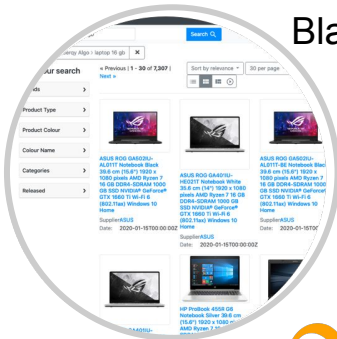 Bla
Search
ergy Algo : laptop 16 gb ×
our search
« Previous | 1 - 30 of 7,307 |
Next »
Sort by relevance
30 per page
Product Type
Product Colour
Colour Name
Categories
Released
ASUS ROG GA502IU-
AL011T Notebook Black
39.6 cm (15.6") 1920 x
1080 pixels AMD Ryzen 7
16 GB DDR4-SDRAM 1000
GB SSD NVIDIA® GeForce®
GTX 1660 Ti Wi-Fi 6
(802.11ax) Windows 10
Home
SupplierASUS
Date: 2020-01-15T00:00:00Z
ASUS ROG GA401IU-
HE021T Notebook White
35.6 cm (14") 1920 x 1080
pixels AMD Ryzen 7 16 GB
DDR4-SDRAM 1000 GB SSD
NVIDIA® GeForce® GTX
1660 Ti Wi-Fi 6
(802.11ax) Windows 10
Home
SupplierASUS
Date: 2020-01-15T00:00:00Z
ASUS ROG GA502IU-
AL011T-BE Notebook Black
39.6 cm (15.6") 1920 x
1080 pixels AMD Ryzen
16 GB DDR4-SDRAM 1000
GB SSD NVIDIA® GeForce
GTX 1660 Ti Wi-Fi 6
(802.11ax) Windows 10
Home
SupplierASUS
Date: 2020-01-15T
GA401IU-
HP ProBook 455R G6
Notebook Silver 39.6 cm
(15.6") 1920 x 1080
AMD Ryzen